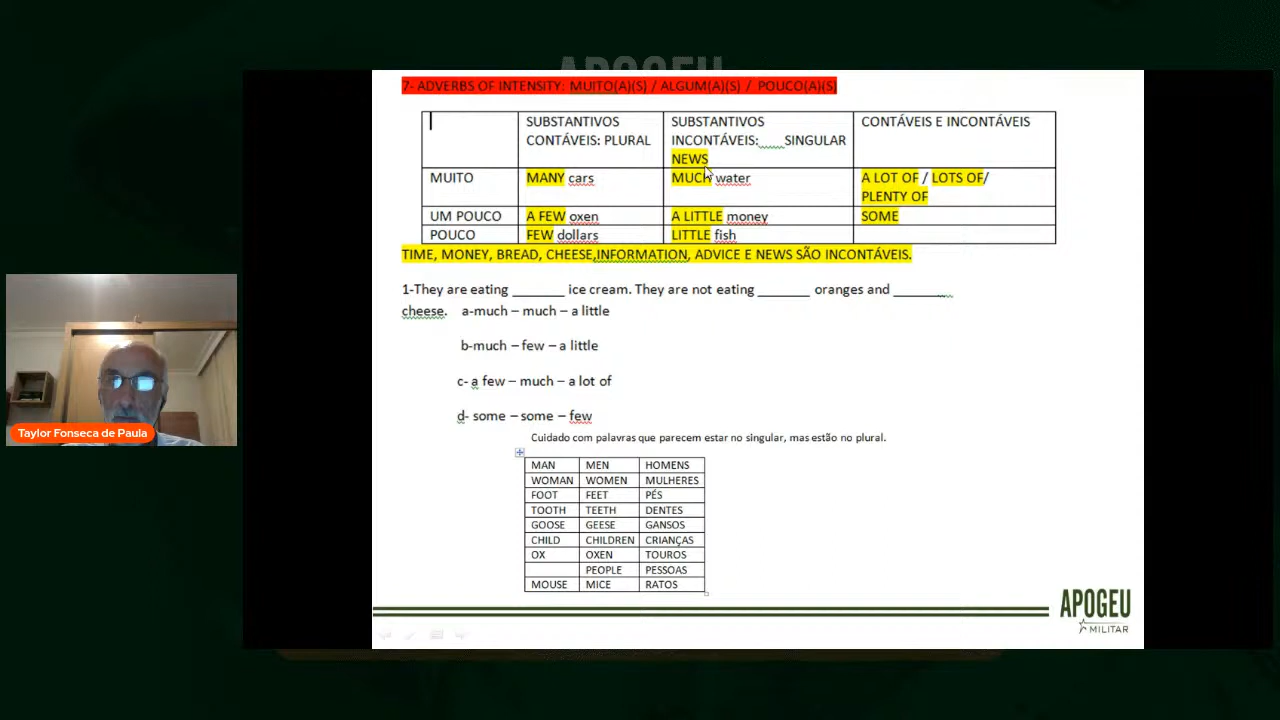 APOGEU
7- ADVERBS OF INTENSITY: MUITO(A)(S) / ALGUM(A)(S) / POUCO(A)(S)
SUBSTANTIVOS CONTÁVEIS: PLURAL
SUBSTANTIVOS INCONTÁVEIS: SINGULAR NEWS
CONTÁVEIS E INCONTÁVEIS
MUITO MANY cars MUCH water A LOT OF / LOTS OF/ PLENTY OF
UM POUCO A FEW oxen A LITTLE money SOME
POUCO FEW dollars LITTLE fish
TIME, MONEY, BREAD, CHEESE,INFORMATION, ADVICE E NEWS SÃO INCONTÁVEIS.
1-They are eating _______ ice cream. They are not eating _______ oranges and _______
cheese. a-much – much – a little
b-much – few – a little
c- a few – much – a lot of
d- some – some – few
Cuidado com palavras que parecem estar no singular, mas estão no plural.
MAN MEN HOMENS
WOMAN WOMEN MULHERES
FOOT FEET PÉS
TOOTH TEETH DENTES
GOOSE GEESE GANSOS
CHILD CHILDREN CRIANÇAS
OX OXEN TOUROS
PEOPLE PESSOAS
MOUSE MICE RATOS
Taylor Fonseca de Paula
APOGEU
MILITAR